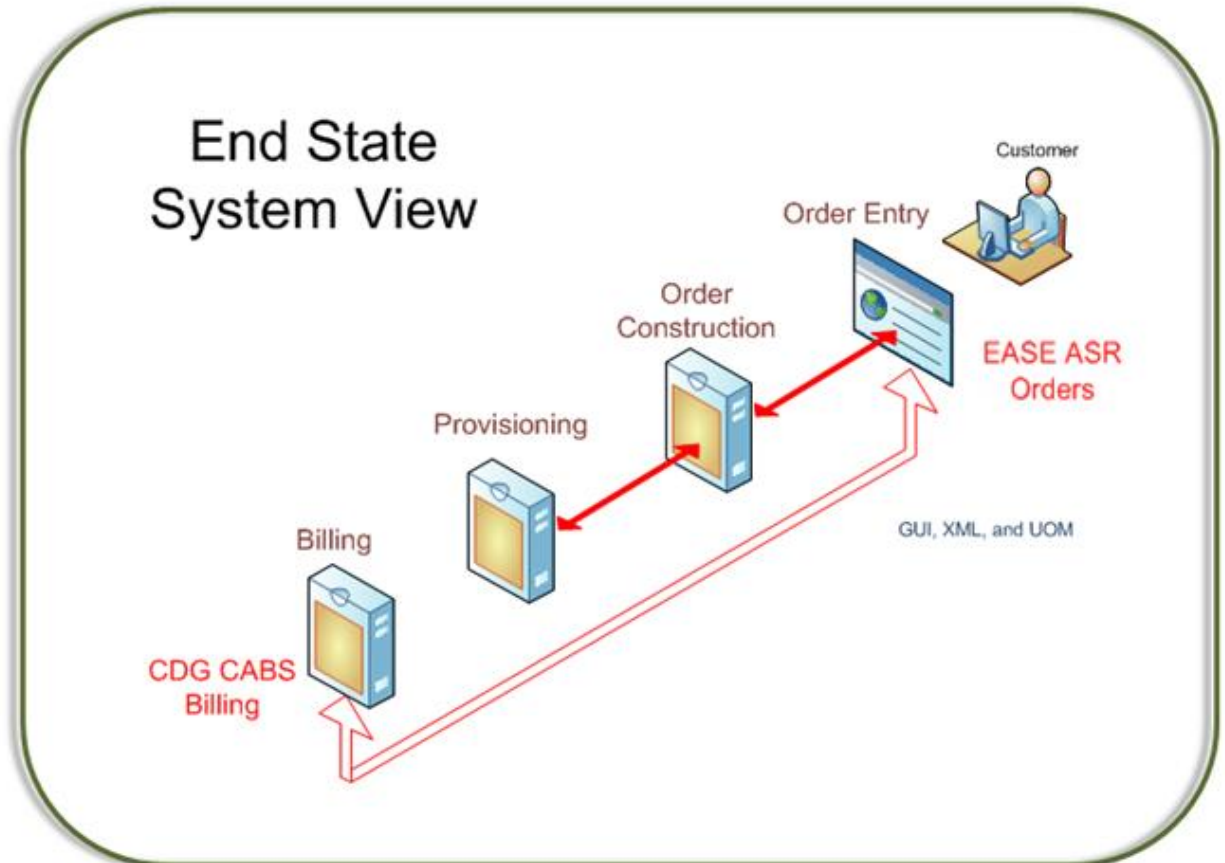 End State
System View
Customer
Order Entry
Order
Construction
EASE ASR
Orders
Provisioning
GUI, XML, and UOM
Billing
CDG CABS
Billing